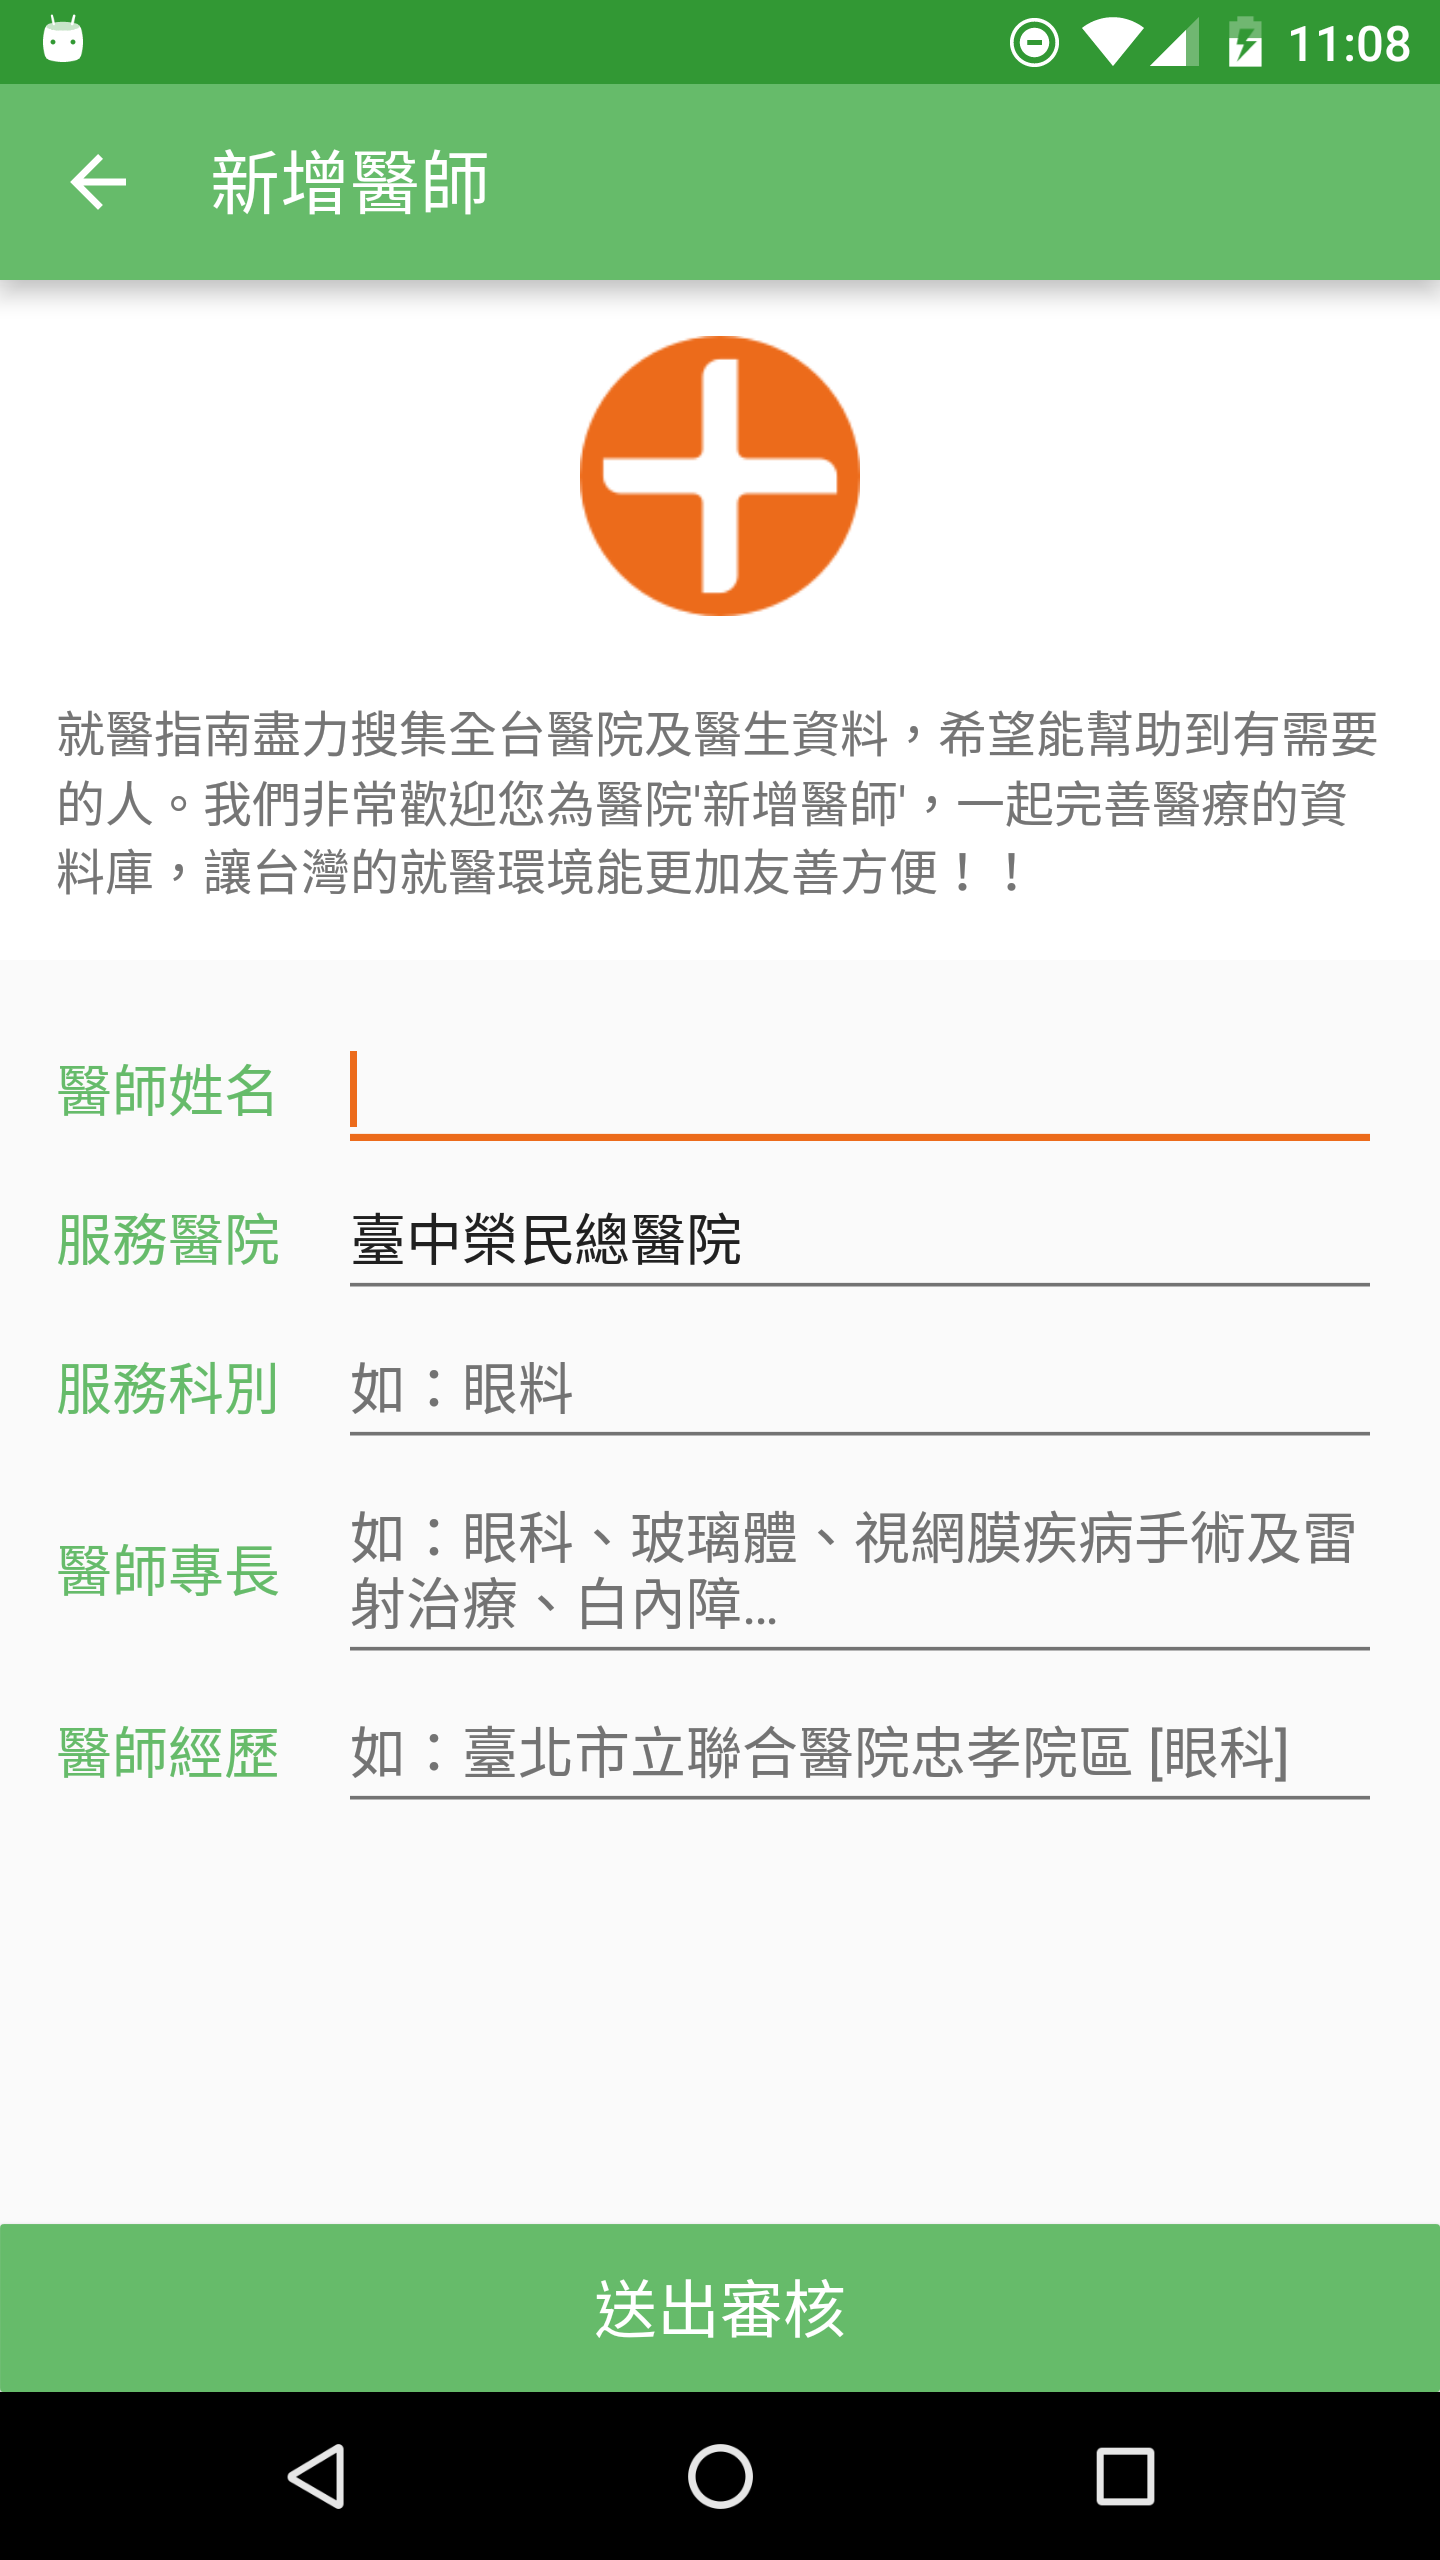 11:08
新增醫師
就醫指南盡力搜集全台醫院及醫生資料，希望能幫助到有需要
的人。我們非常歡迎您為醫院'新增醫師'，一起完善醫療的資
料庫，讓台灣的就醫環境能更加友善方便！！
醫師姓名
服務醫院 臺中榮民總醫院
服務科別 如：眼料
醫師專長 如：眼科、玻璃體、視網膜疾病手術及雷
射治療、白內障...
醫師經歷 如：臺北市立聯合醫院忠孝院區 [眼科]
送出審核